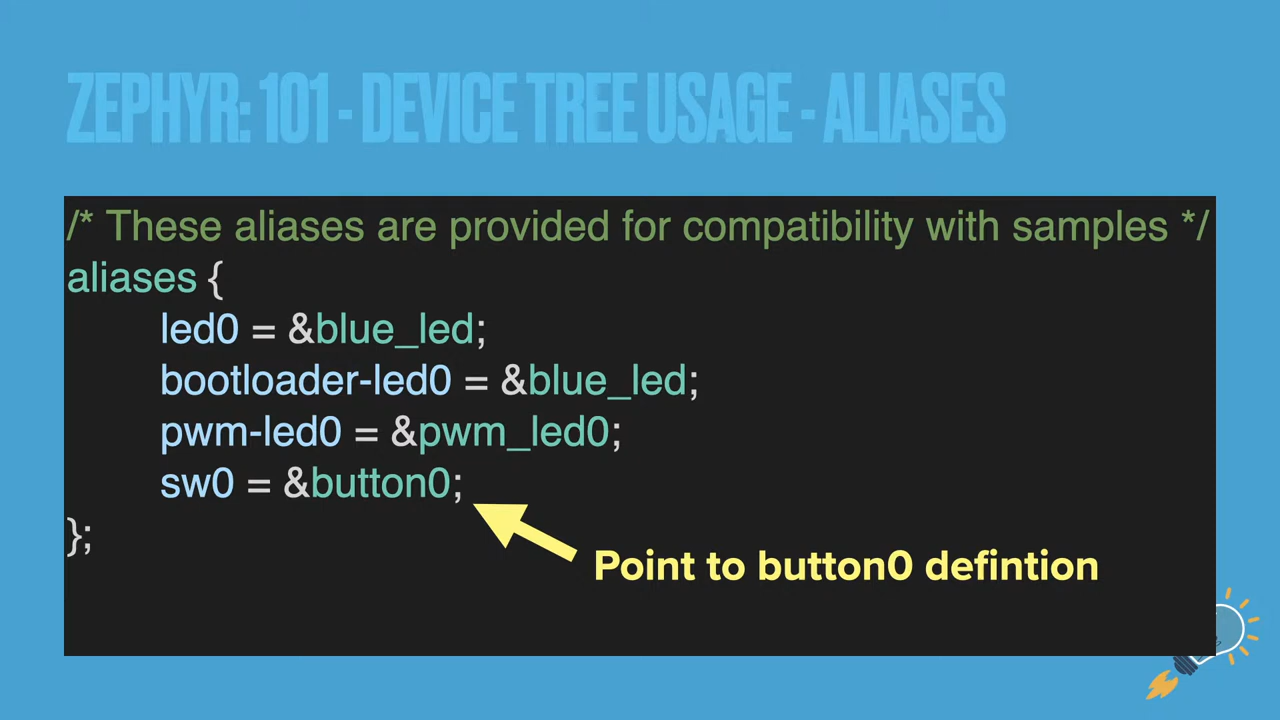 ZEPHYR: 101 - DEVICE TREE USAGE - ALIASES
/* These aliases are provided for compatibility with samples */
aliases {
led0 = &blue_led;
bootloader-led0 = &blue_led;
pwm-led0 = &pwm_led0;
sw0 = &button0;
};
Point to button0 defintion